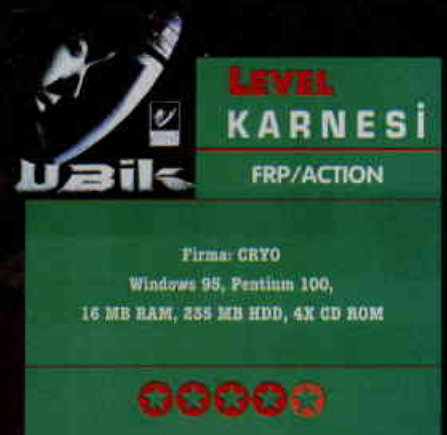 UBik
LEVEL
KARNESİ
FRP/ACTION
Firma: CRYO
Windows 95, Pentium 100,
16 MB RAM, 235 MB HDD, 4X CD ROM